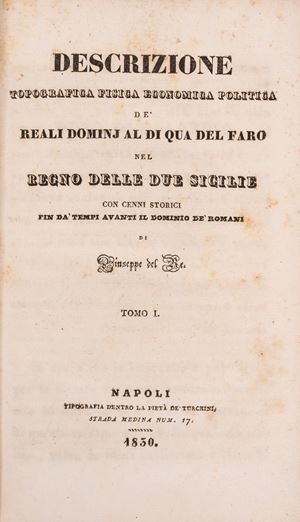 DESCRIZIONE
TOPOGRAFICA FISICA ECONOMICA POLITICA
DE'
REALI DOMINJ AL DI QUA DEL FARO
NEL
REGNO DELLE DUE SICILIE
CON CENNI STORICI
FIN DA' TEMPI AVANTI IL DOMINIO DE' ROMANI
DI
Giuseppe del Re.
TOMO I.
NAPOLI
TIPOGRAFIA DENTRO LA PIETÀ DE' TURCHINI,
STRADA MEDINA NUM. 17.
1830.